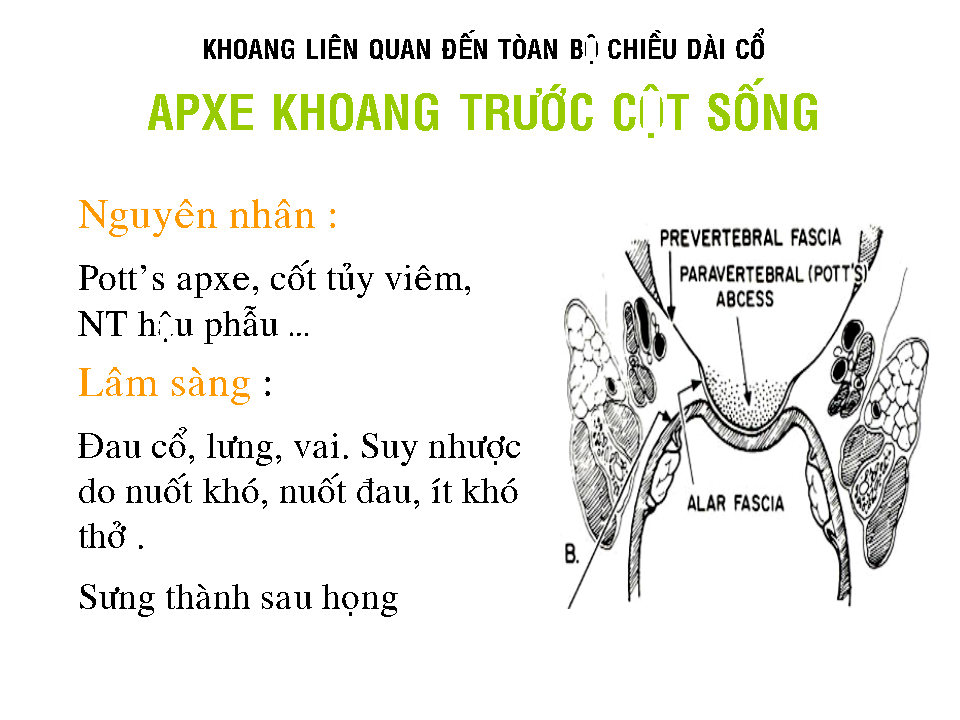 KHOANG LIÊN QUAN ĐẾN TÒAN BỘ CHIỀU DÀI CỔ
APXE KHOANG TRƯỚC CỘT SỐNG
Nguyên nhân :
Pott’s apxe, cốt tủy viêm,
NT hậu phẫu ...
Lâm sàng :
Đau cổ, lưng, vai. Suy nhược
do nuốt khó, nuốt đau, ít khó
thở .
Sưng thành sau họng
PREVERTEBRAL FASCIA
PARAVERTEBRAL (POTT'S)
ABCESS
ALAR FASCIA
B.